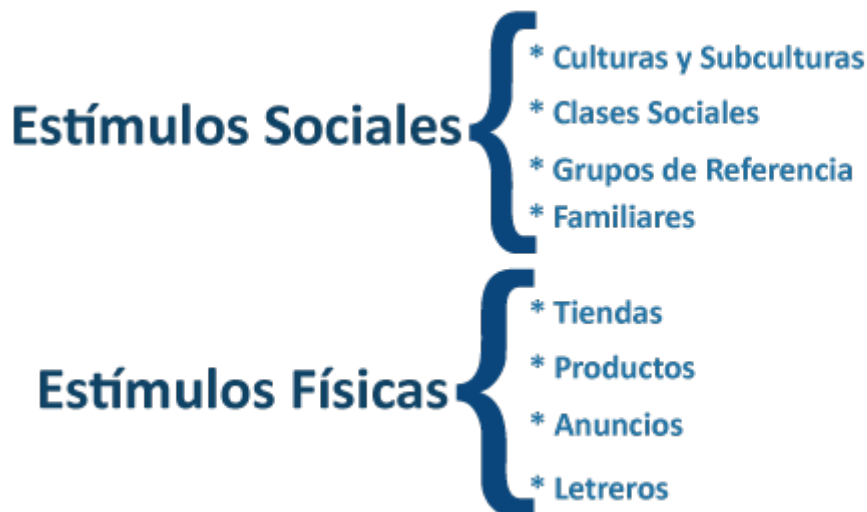 Estímulos Sociales
* Culturas y Subculturas
* Clases Sociales
* Grupos de Referencia
* Familiares
Estímulos Físicas
* Tiendas
* Productos
* Anuncios
* Letreros